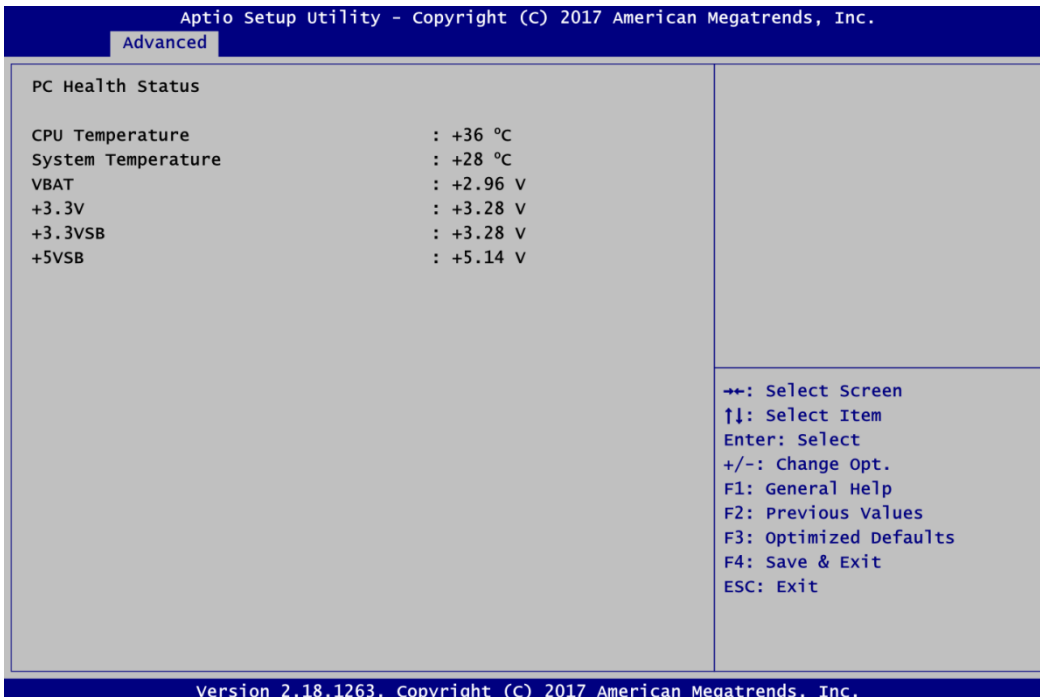 Aptio Setup Utility - Copyright (C) 2017 American Megatrends, Inc.
Advanced
PC Health Status
CPU Temperature : +36 ºC
System Temperature : +28 ºC
VBAT : +2.96 V
+3.3V : +3.28 V
+3.3VSB : +3.28 V
+5VSB : +5.14 V
→←: Select Screen
↑↓: Select Item
Enter: Select
+/-: Change Opt.
F1: General Help
F2: Previous Values
F3: Optimized Defaults
F4: Save & Exit
ESC: Exit
Version 2.18.1263. Copyright (C) 2017 American Megatrends, Inc.